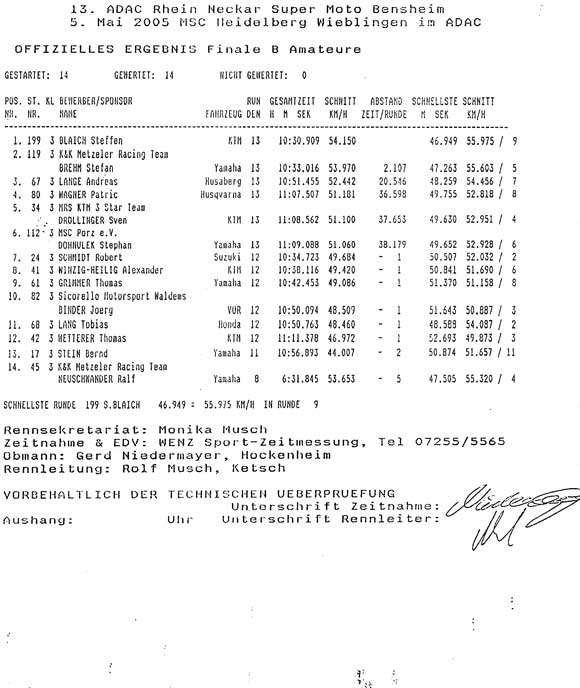 13. ADAC Rhein Neckar Super Moto Bensheim
5. Mai 2005 MSC Heidelberg Wieblingen im ADAC
OFFIZIELLES ERGEBNIS Finale B Amateure
GESTARTET: 14 GEWERTET: 14 NICHT GEWERTET: 0
POS. ST. KL BEWERBER/SPONSOR RUN GESAMTZEIT SCHNITT ABSTAND SCHNELLSTE SCHNITT
NR. NR. NAME FAHRZEUG DEN H M SEK KM/H ZEIT/RUNDE M SEK KM/H
1. 199 3 BLAICH Steffen KTM 13 10:30.909 54.150 46.949 55.975 / 9
2. 119 3 K&K Metzeler Racing Team
BREHM Stefan Yamaha 13 10:33.016 53.970 2.107 47.263 55.603 / 5
3. 67 3 LANGE Andreas Husaberg 13 10:51.455 52.442 20.546 48.259 54.456 / 7
4. 80 3 WAGNER Patric Husqvarna 13 11:07.507 51.181 36.598 49.755 52.818 / 8
5. 34 3 MRS KTM 3 Star Team
DROLLINGER Sven KTM 13 11:08.562 51.100 37.653 49.630 52.951 / 4
6. 112 3 MSC Porz e.V.
DOHNULEK Stephan Yamaha 13 11:09.088 51.060 38.179 49.652 52.928 / 6
7. 24 3 SCHMIDT Robert Suzuki 12 10:34.723 49.684 - 1 50.507 52.032 / 2
8. 41 3 WINZIG-HEILIG Alexander KTM 12 10:38.116 49.420 - 1 50.841 51.690 / 6
9. 61 3 GRIMMER Thomas Yamaha 12 10:42.453 49.086 - 1 51.370 51.158 / 8
10. 82 3 Sicorello Motorsport Waldems
BINDER Joerg VOR 12 10:50.094 48.509 - 1 51.643 50.887 / 3
11. 68 3 LANG Tobias Honda 12 10:50.763 48.460 - 1 48.588 54.087 / 2
12. 42 3 WETTERER Thomas KTM 12 11:11.378 46.972 - 1 52.693 49.873 / 3
13. 17 3 STEIN Bernd Yamaha 11 10:56.893 44.007 - 2 50.874 51.657 / 11
14. 45 3 K&K Metzeler Racing Team
NEUSCHWANDER Ralf Yamaha 8 6:31.845 53.653 - 5 47.505 55.320 / 4
SCHNELLSTE RUNDE 199 S.BLAICH 46.949 = 55.975 KM/H IN RUNDE 9
Rennsekretariat: Monika Musch
Zeitnahme & EDV: WENZ Sport-Zeitmessung, Tel 07255/5565
Obmann: Gerd Niedermayer, Hockenheim
Rennleitung: Rolf Musch, Ketsch
VORBEHALTLICH DER TECHNISCHEN UEBERPRUEFUNG
Unterschrift Zeitnahme:
Aushang: Uhr Unterschrift Rennleiter: